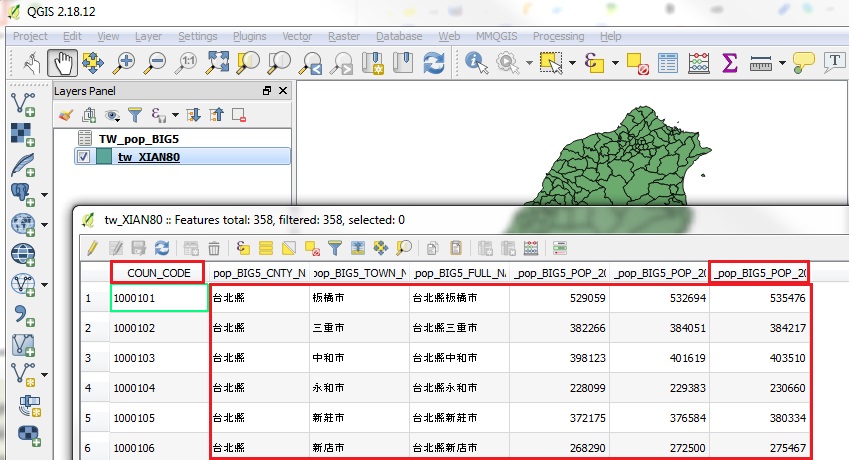 QGIS 2.18.12
Project Edit View Layer Settings Plugins Vector Raster Database Web MMQGIS Processing Help
Layers Panel
TW_pop_BIG5
tw_XIAN80
tw_XIAN80 :: Features total: 358, filtered: 358, selected: 0
COUN_CODE _pop_BIG5_CNTY_N _pop_BIG5_TOWN_N _pop_BIG5_FULL_NA _pop_BIG5_POP_20 _pop_BIG5_POP_20 _pop_BIG5_POP_20
1 1000101 台北縣 板橋市 台北縣板橋市 529059 532694 535476
2 1000102 台北縣 三重市 台北縣三重市 382266 384051 384217
3 1000103 台北縣 中和市 台北縣中和市 398123 401619 403510
4 1000104 台北縣 永和市 台北縣永和市 228099 229383 230660
5 1000105 台北縣 新莊市 台北縣新莊市 372175 376584 380334
6 1000106 台北縣 新店市 台北縣新店市 268290 272500 275467